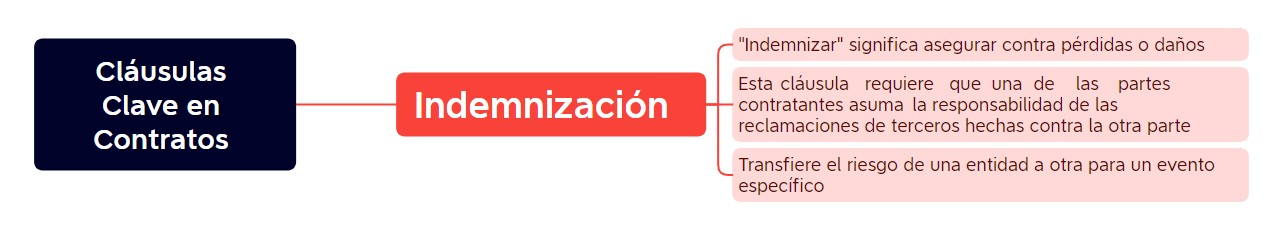 Cláusulas
Clave en
Contratos
Indemnización
"Indemnizar" significa asegurar contra pérdidas o daños
Esta cláusula requiere que una de las partes
contratantes asuma la responsabilidad de las
reclamaciones de terceros hechas contra la otra parte
Transfiere el riesgo de una entidad a otra para un evento
específico